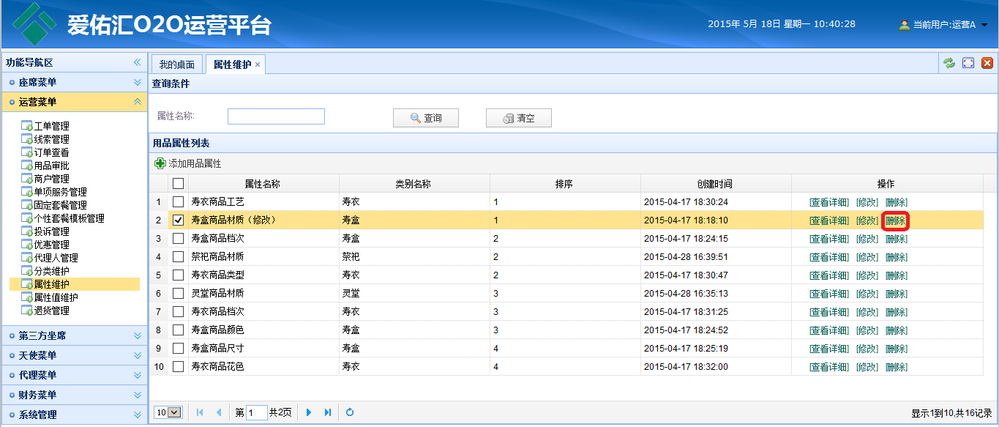 爱佑汇O2O运营平台
2015年 5月 18日 星期一 10:40:28
当前用户:运营A
功能导航区
座席菜单
运营菜单
工单管理
线索管理
订单查看
用品审批
商户管理
单项服务管理
固定套餐管理
个性套餐模板管理
投诉管理
优惠管理
代理人管理
分类维护
属性维护
属性值维护
退货管理
第三方坐席
天使菜单
代理菜单
财务菜单
系统管理
我的桌面 属性维护
查询条件
属性名称: 查询 清空
用品属性列表
添加用品属性
属性名称 类别名称 排序 创建时间 操作
1 寿衣商品工艺 寿衣 1 2015-04-17 18:30:24 [查看详细] [修改] [删除]
2 寿盒商品材质（修改） 寿盒 1 2015-04-17 18:18:10 [查看详细] [修改] [删除]
3 寿盒商品档次 寿盒 2 2015-04-17 18:24:15 [查看详细] [修改] [删除]
4 祭祀商品材质 祭祀 2 2015-04-28 16:39:51 [查看详细] [修改] [删除]
5 寿衣商品类型 寿衣 2 2015-04-17 18:30:47 [查看详细] [修改] [删除]
6 灵堂商品材质 灵堂 3 2015-04-28 16:35:13 [查看详细] [修改] [删除]
7 寿衣商品档次 寿衣 3 2015-04-17 18:31:25 [查看详细] [修改] [删除]
8 寿盒商品颜色 寿盒 3 2015-04-17 18:24:52 [查看详细] [修改] [删除]
9 寿盒商品尺寸 寿盒 4 2015-04-17 18:25:19 [查看详细] [修改] [删除]
10 寿衣商品花色 寿衣 4 2015-04-17 18:32:00 [查看详细] [修改] [删除]
10 第 1 共2页 显示1到10,共16记录